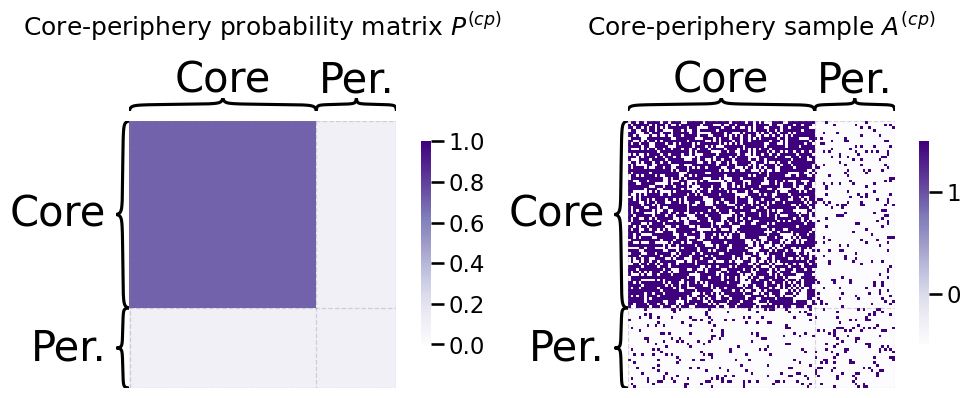 Core-periphery probability matrix $P^{(cp)}$
Core Per.
Core
Per.
1.0
0.8
0.6
0.4
0.2
0.0
Core-periphery sample $A^{(cp)}$
Core Per.
Core
Per.
1
0